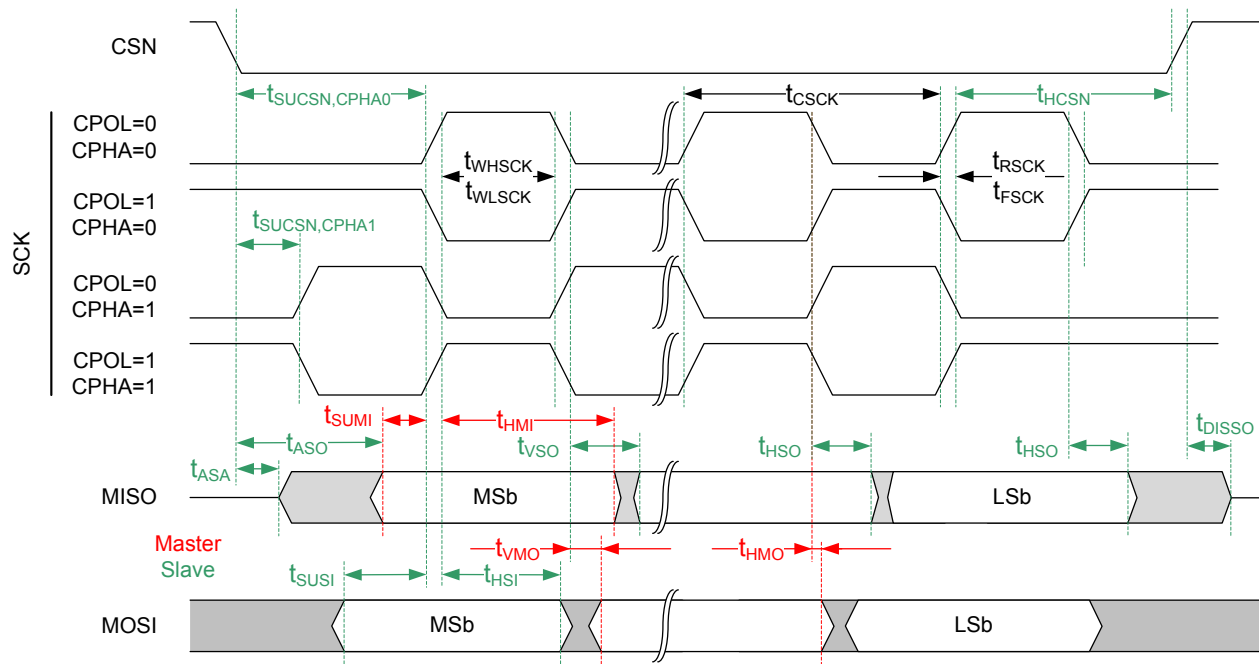 CSN
tSUCSN,CPHA0
tCSCK
tHCSN
SCK
CPOL=0
CPHA=0
tWHSCK
tWLSCK
tRSCK
tFSCK
CPOL=1
CPHA=0
tSUCSN,CPHA1
CPOL=0
CPHA=1
CPOL=1
CPHA=1
tSUMI
tHMI
tASO
tVSO
tHSO
tHSO
tDISSO
tASA
MISO
MSb
LSb
Master
Slave
tVMO
tHMO
tSUSI
tHSI
MOSI
MSb
LSb